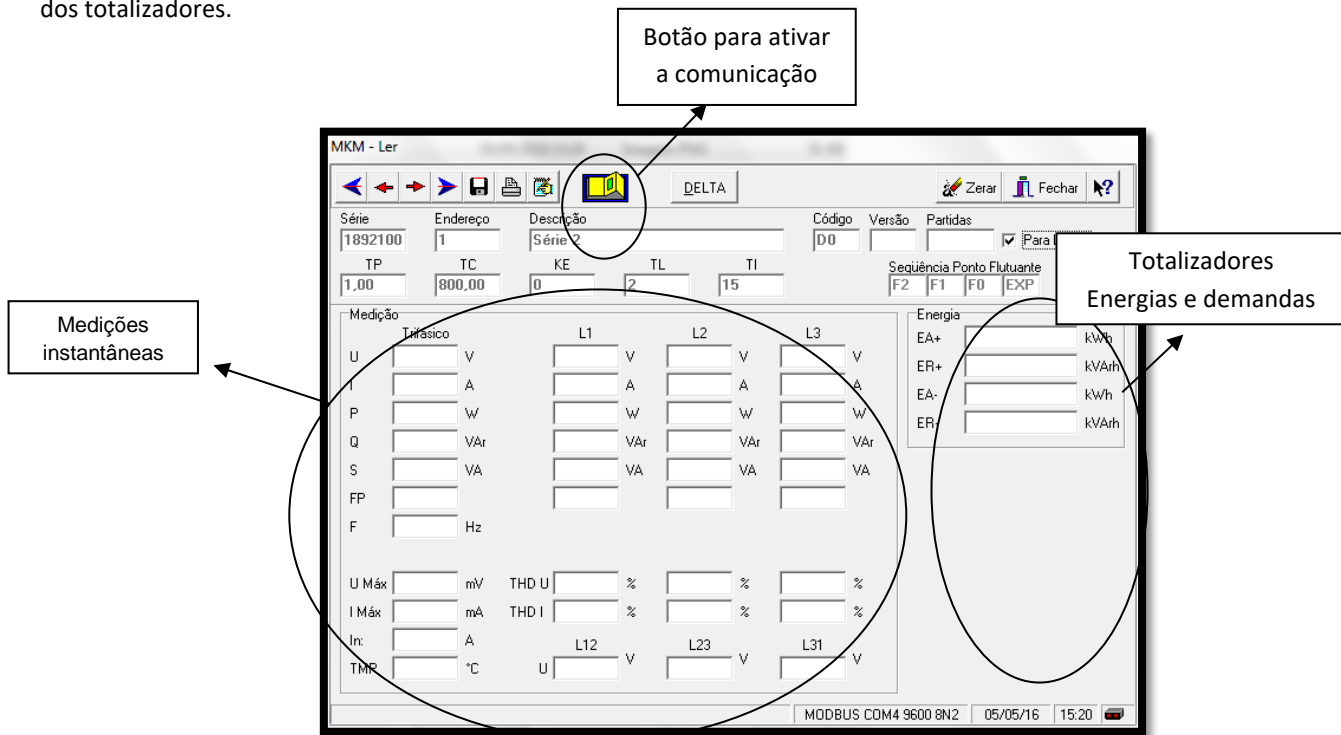 dos totalizadores.
Botão para ativar
a comunicação
MKM - Ler
DELTA
Zerar
Fechar
Série Endereço Descrição Código Versão Partidas
1892100 1 Série 2 D0 Para
TP TC KE TL TI Seqüência Ponto Flutuante
1,00 800,00 0 2 15 F2 F1 F0 EXP
Totalizadores
Energias e demandas
Medições
instantâneas
Medição Energia
Trifasico L1 L2 L3
EA+ kWh
U V V V V
ER+ kVArh
I A A A A
EA- kWh
P W W W W
ER- kVArh
Q VAr VAr VAr VAr
S VA VA VA VA
FP
F Hz
U Máx mV THD U % % %
I Máx mA THD I % % %
In: A L12 L23 L31
TMP °C U V V V
MODBUS COM4 9600 8N2 05/05/16 15:20